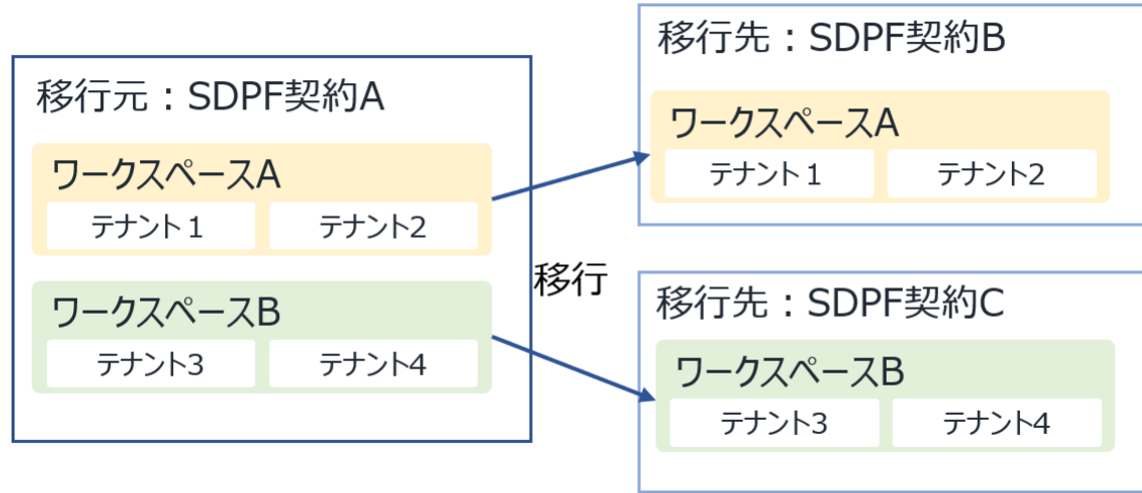 移行元：SDPF契約A
ワークスペースA
テナント１ テナント2
ワークスペースB
テナント3 テナント4
移行
移行先：SDPF契約B
ワークスペースA
テナント１ テナント2
移行先：SDPF契約C
ワークスペースB
テナント3 テナント4